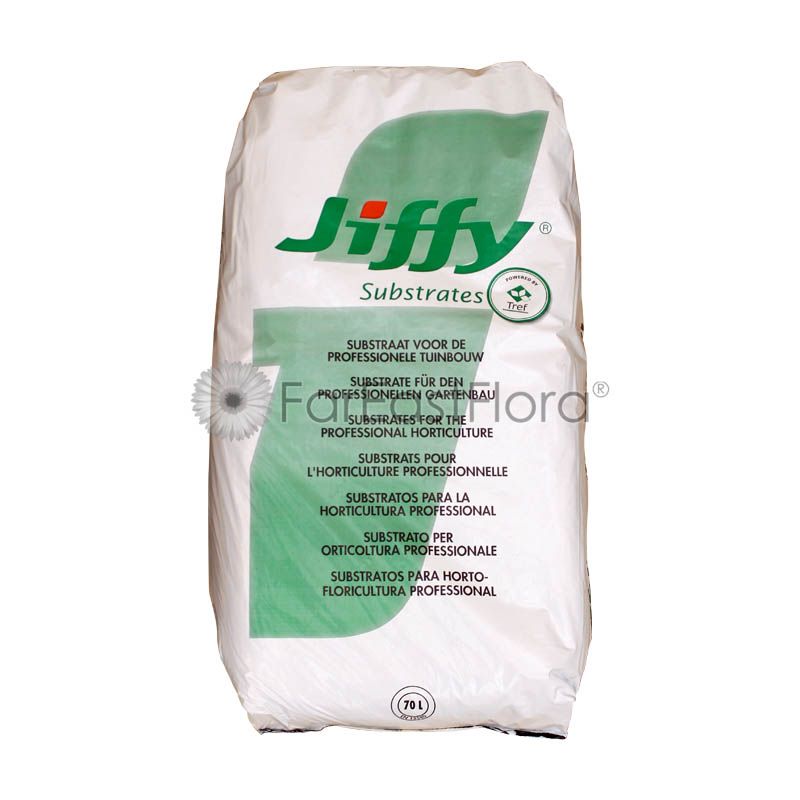 Jiffy®
Substrates
POWERED BY
Tref
SUBSTRAAT VOOR DE
PROFESSIONELE TUINBOUW
SUBSTRATE FÜR DEN
PROFESSIONELLEN GARTENBAU
FarEastFlora®
SUBSTRATES FOR THE
PROFESSIONAL HORTICULTURE
SUBSTRATS POUR
L'HORTICULTURE PROFESSIONNELLE
SUBSTRATOS PARA LA
HORTICULTURA PROFESSIONAL
SUBSTRATO PER
ORTICOLTURA PROFESSIONALE
SUBSTRATOS PARA HORTO-
FLORICULTURA PROFESSIONAL
70 L